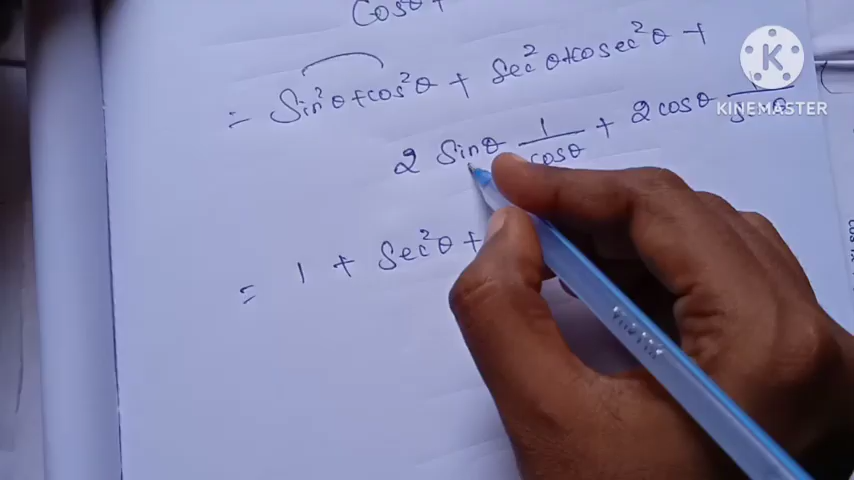 Cosθ +
= Sin²θ + cos²θ + Sec²θ + cosec²θ +
2 Sinθ 1/cosθ + 2 cosθ
= 1 + Sec²θ +
K
KINEMASTER